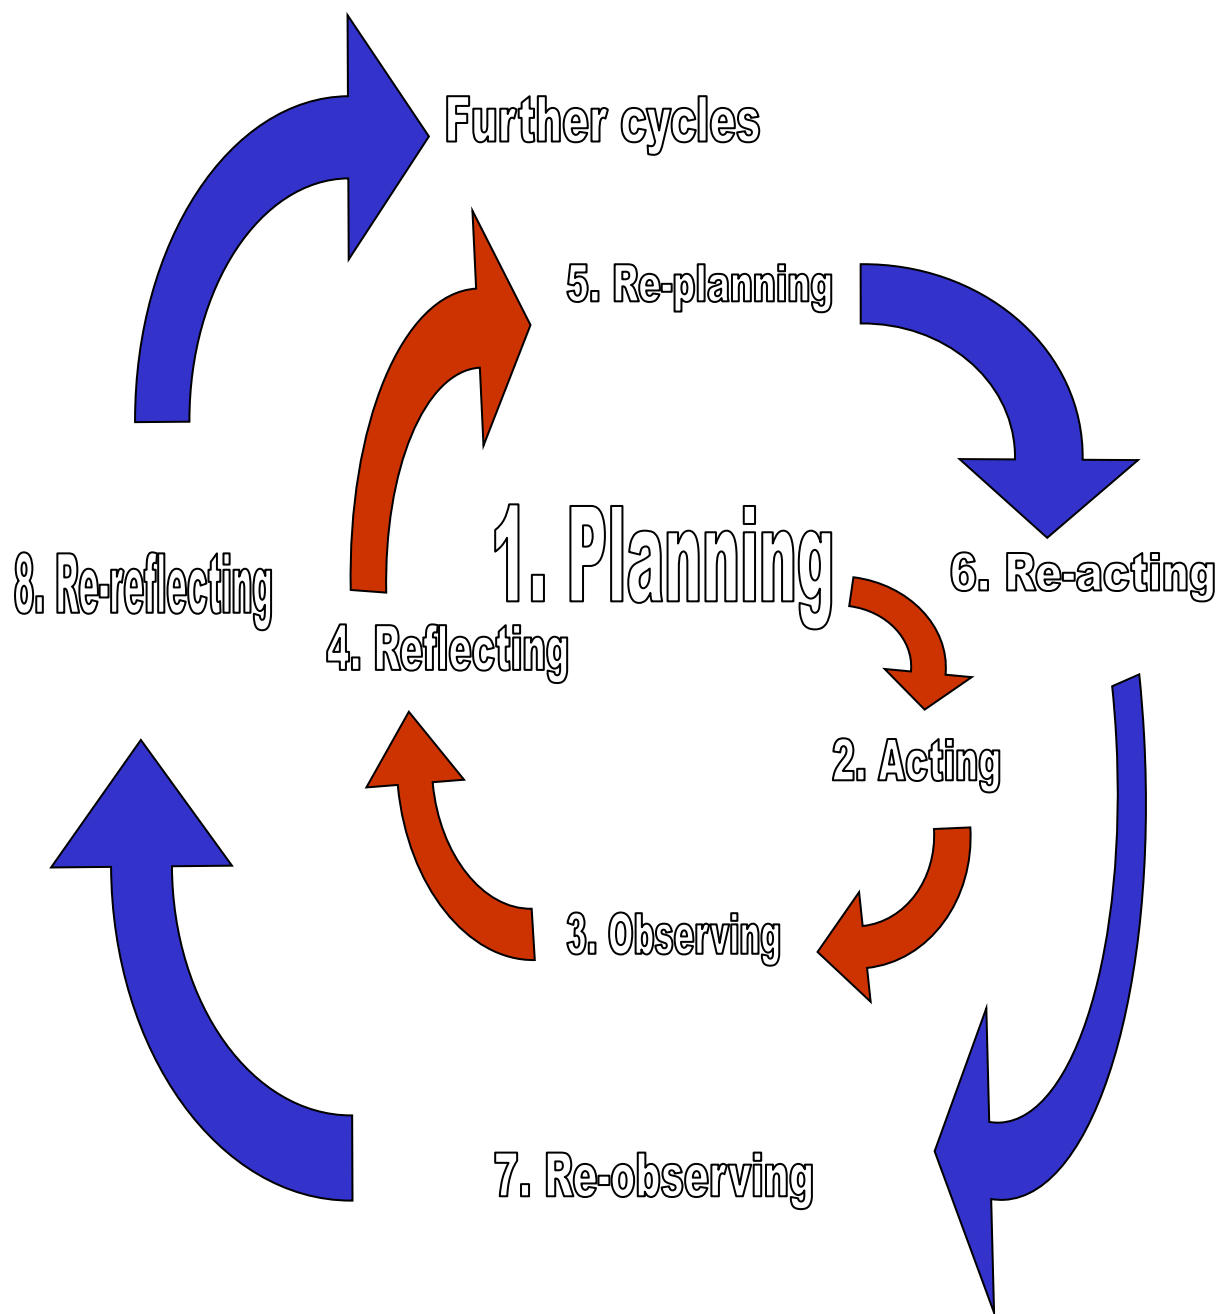 Further cycles
5. Re-planning
1. Planning
6. Re-acting
8. Re-reflecting
4. Reflecting
2. Acting
3. Observing
7. Re-observing